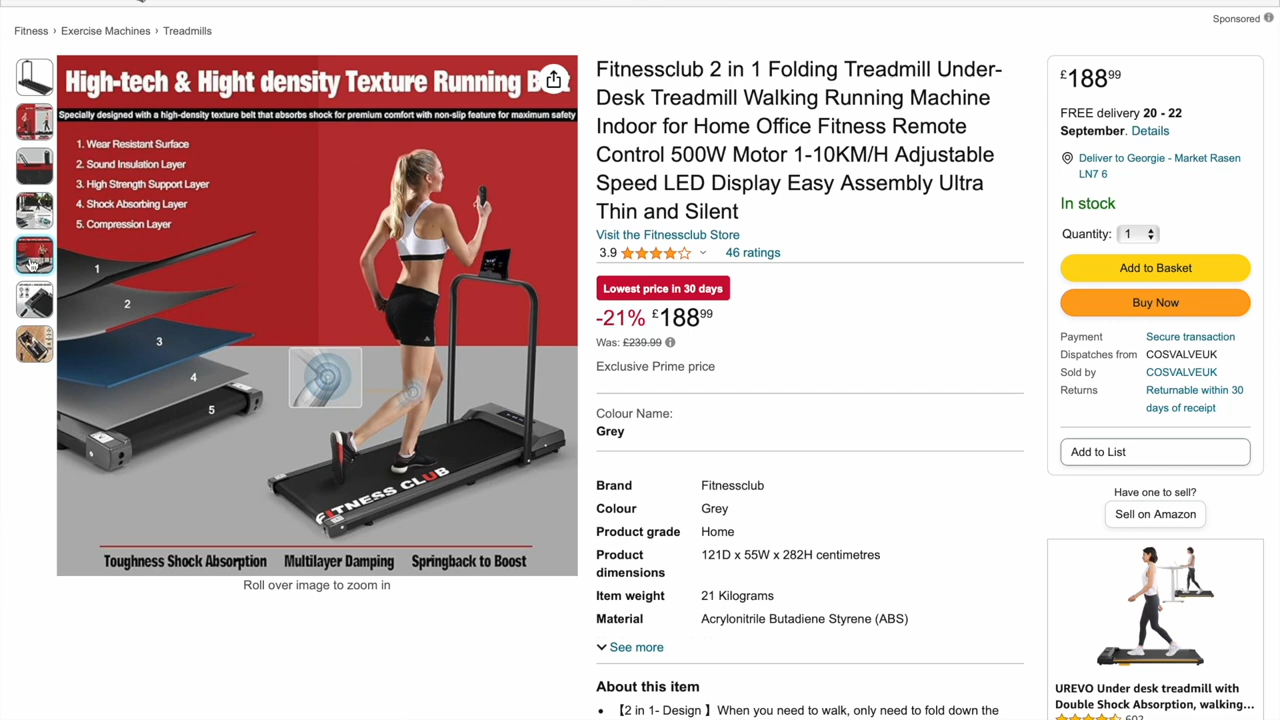 Sponsored
Fitness › Exercise Machines › Treadmills
High-tech & Hight density Texture Running
Specially designed with a high-density texture belt that absorbs shock for premium comfort with non-slip feature for maximum safety
1. Wear Resistant Surface
2. Sound Insulation Layer
3. High Strength Support Layer
4. Shock Absorbing Layer
5. Compression Layer
1
2
3
4
5
FITNESS CLUB
Toughness Shock Absorption Multilayer Damping Springback to Boost
Roll over image to zoom in
Fitnessclub 2 in 1 Folding Treadmill Under-
Desk Treadmill Walking Running Machine
Indoor for Home Office Fitness Remote
Control 500W Motor 1-10KM/H Adjustable
Speed LED Display Easy Assembly Ultra
Thin and Silent
Visit the Fitnessclub Store
3.9 46 ratings
Lowest price in 30 days
-21% £188⁹⁹
Was: £239.99
Exclusive Prime price
Colour Name:
Grey
Brand Fitnessclub
Colour Grey
Product grade Home
Product dimensions 121D x 55W x 282H centimetres
Item weight 21 Kilograms
Material Acrylonitrile Butadiene Styrene (ABS)
See more
About this item
• 【2 in 1- Design 】When you need to walk, only need to fold down the
£188⁹⁹
FREE delivery 20 - 22
September. Details
Deliver to Georgie - Market Rasen
LN7 6
In stock
Quantity: 1
Add to Basket
Buy Now
Payment Secure transaction
Dispatches from COSVALVEUK
Sold by COSVALVEUK
Returns Returnable within 30
days of receipt
Add to List
Have one to sell?
Sell on Amazon
UREVO Under desk treadmill with
Double Shock Absorption, walking...
602